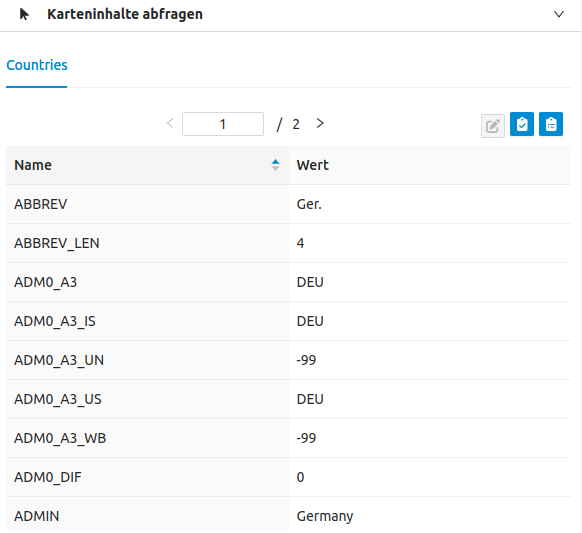 Karteninhalte abfragen
Countries
1 / 2
Name Wert
ABBREV Ger.
ABBREV_LEN 4
ADM0_A3 DEU
ADM0_A3_IS DEU
ADM0_A3_UN -99
ADM0_A3_US DEU
ADM0_A3_WB -99
ADM0_DIF 0
ADMIN Germany